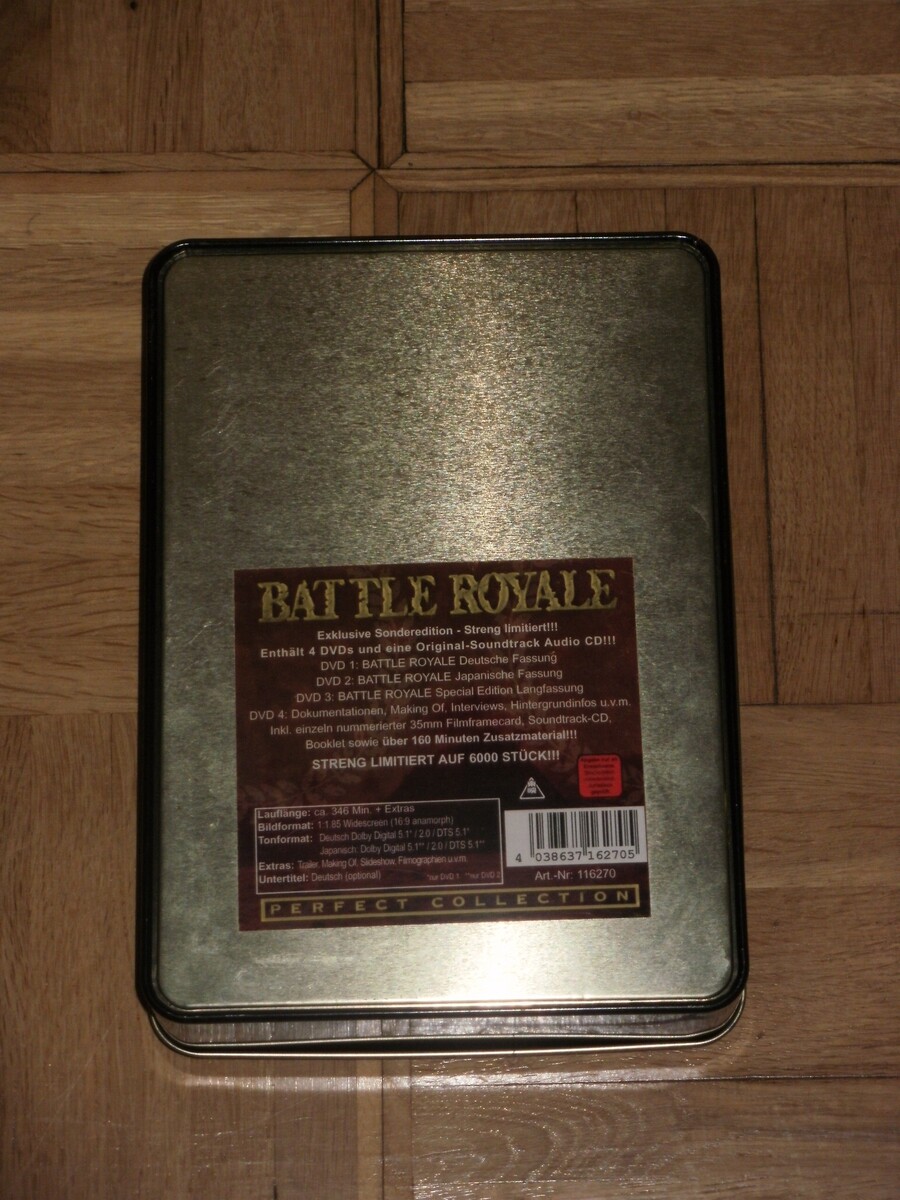 BATTLE ROYALE
Exklusive Sonderedition - Streng limitiert!!!
Enthält 4 DVDs und eine Original-Soundtrack Audio CD!!!
DVD 1: BATTLE ROYALE Deutsche Fassung
DVD 2: BATTLE ROYALE Japanische Fassung
DVD 3: BATTLE ROYALE Special Edition Langfassung
DVD 4: Dokumentationen, Making Of, Interviews, Hintergrundinfos u.v.m.
Inkl. einzeln nummerierter 35mm Filmframecard, Soundtrack-CD,
Booklet sowie über 160 Minuten Zusatzmaterial!!!
STRENG LIMITIERT AUF 6000 STÜCK!!!
Lauflänge: ca. 346 Min. + Extras
Bildformat: 1:1.85 Widescreen (16:9 anamorph)
Tonformat: Deutsch Dolby Digital 5.1* / 2.0 / DTS 5.1*
Japanisch: Dolby Digital 5.1** / 2.0 / DTS 5.1**
Extras: Trailer, Making Of, Slideshow, Filmographien u.v.m.
Untertitel: Deutsch (optional) *nur DVD 1 **nur DVD 2
4 038637 162705
Art.-Nr: 116270
PERFECT COLLECTION